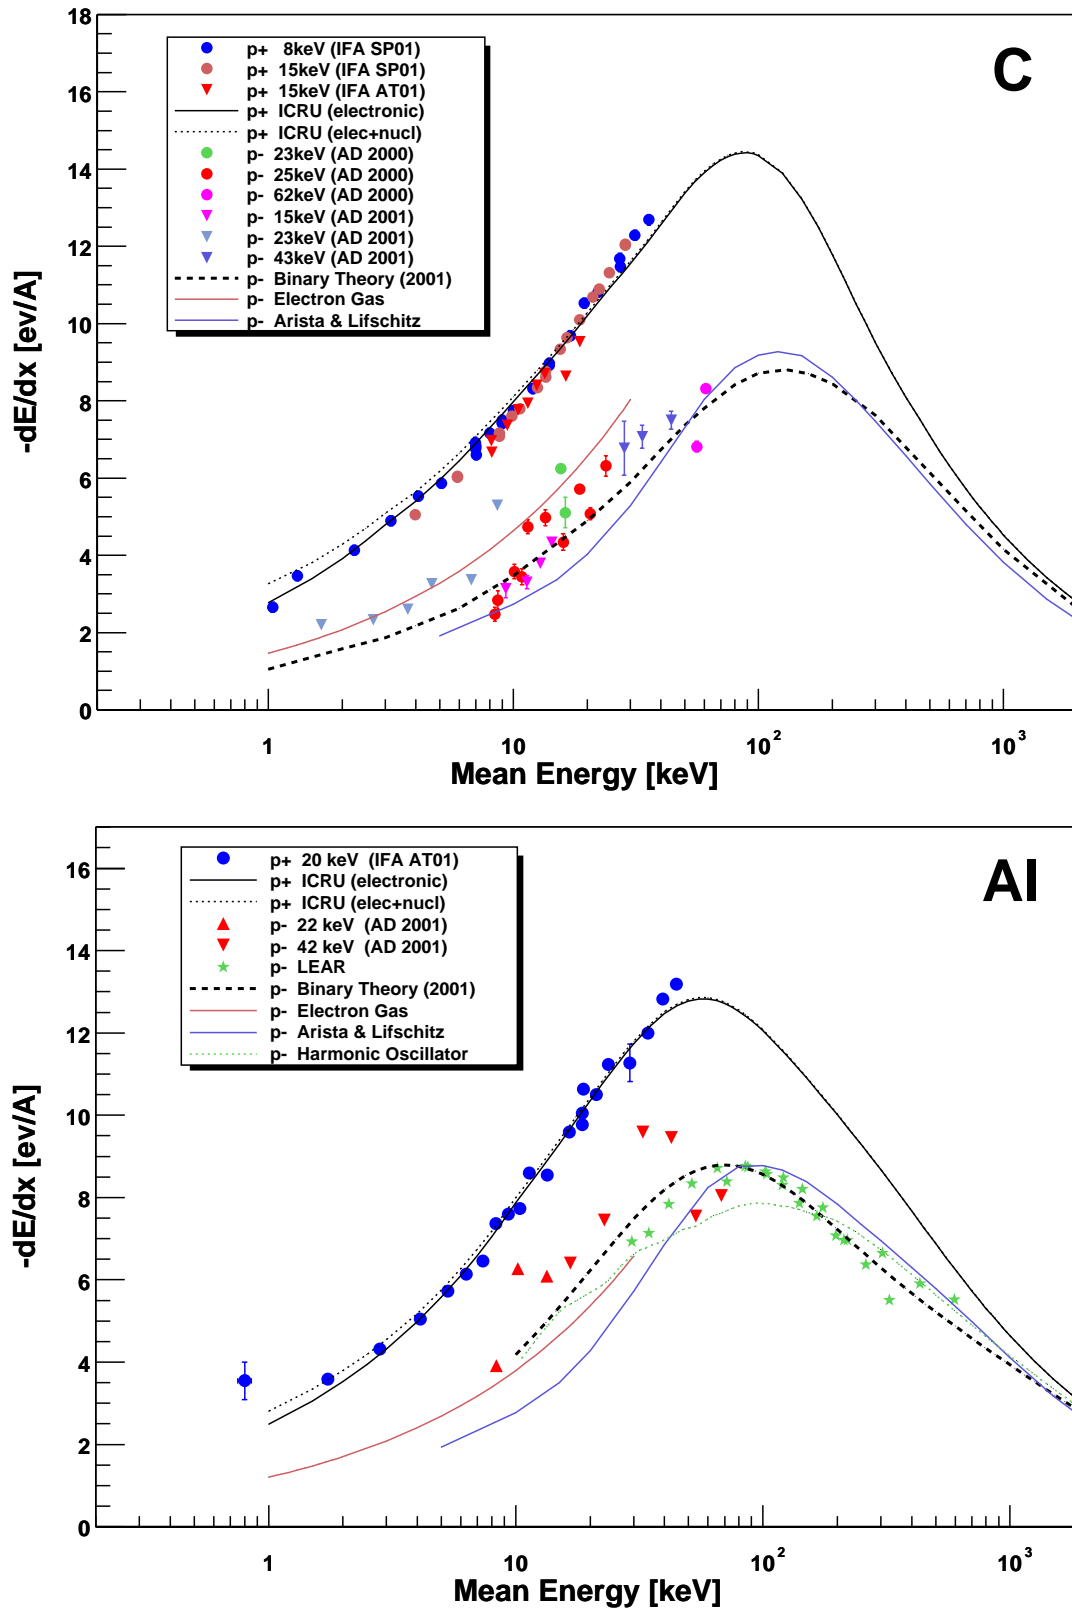 C
18
16
14
12
10
8
6
4
2
0
-dE/dx [ev/A]
p+ 8keV (IFA SP01)
p+ 15keV (IFA SP01)
p+ 15keV (IFA AT01)
p+ ICRU (electronic)
p+ ICRU (elec+nucl)
p- 23keV (AD 2000)
p- 25keV (AD 2000)
p- 62keV (AD 2000)
p- 15keV (AD 2001)
p- 23keV (AD 2001)
p- 43keV (AD 2001)
p- Binary Theory (2001)
p- Electron Gas
p- Arista & Lifschitz
1 10 10² 10³
Mean Energy [keV]
Al
16
14
12
10
8
6
4
2
0
-dE/dx [ev/A]
p+ 20 keV (IFA AT01)
p+ ICRU (electronic)
p+ ICRU (elec+nucl)
p- 22 keV (AD 2001)
p- 42 keV (AD 2001)
p- LEAR
p- Binary Theory (2001)
p- Electron Gas
p- Arista & Lifschitz
p- Harmonic Oscillator
1 10 10² 10³
Mean Energy [keV]